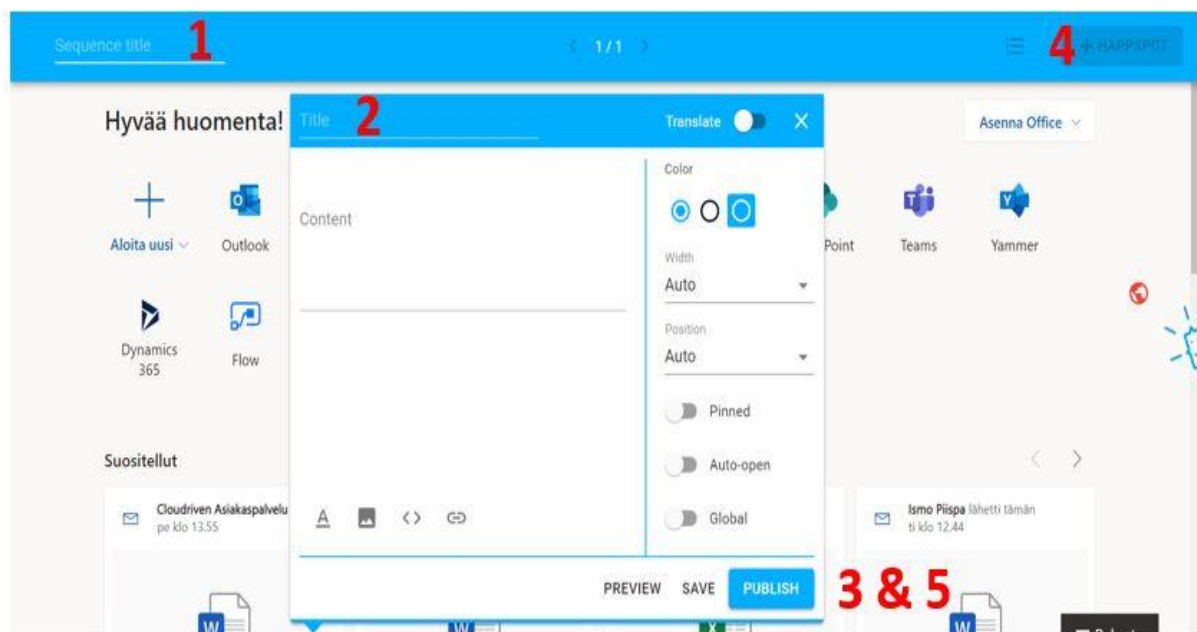 Sequence title 1
1 / 1
4 + HAPPSPOT
Hyvää huomenta!
Title 2
Translate
Asenna Office
Color
Content
Aloita uusi
Outlook
Point
Teams
Yammer
Width
Auto
Position
Auto
Dynamics
365
Flow
Pinned
Auto-open
Global
Suositellut
Cloudriven Asiakaspalvelu
pe klo 13.55
Ismo Piispa lähetti tämän
ti klo 12.44
PREVIEW SAVE PUBLISH 3 & 5